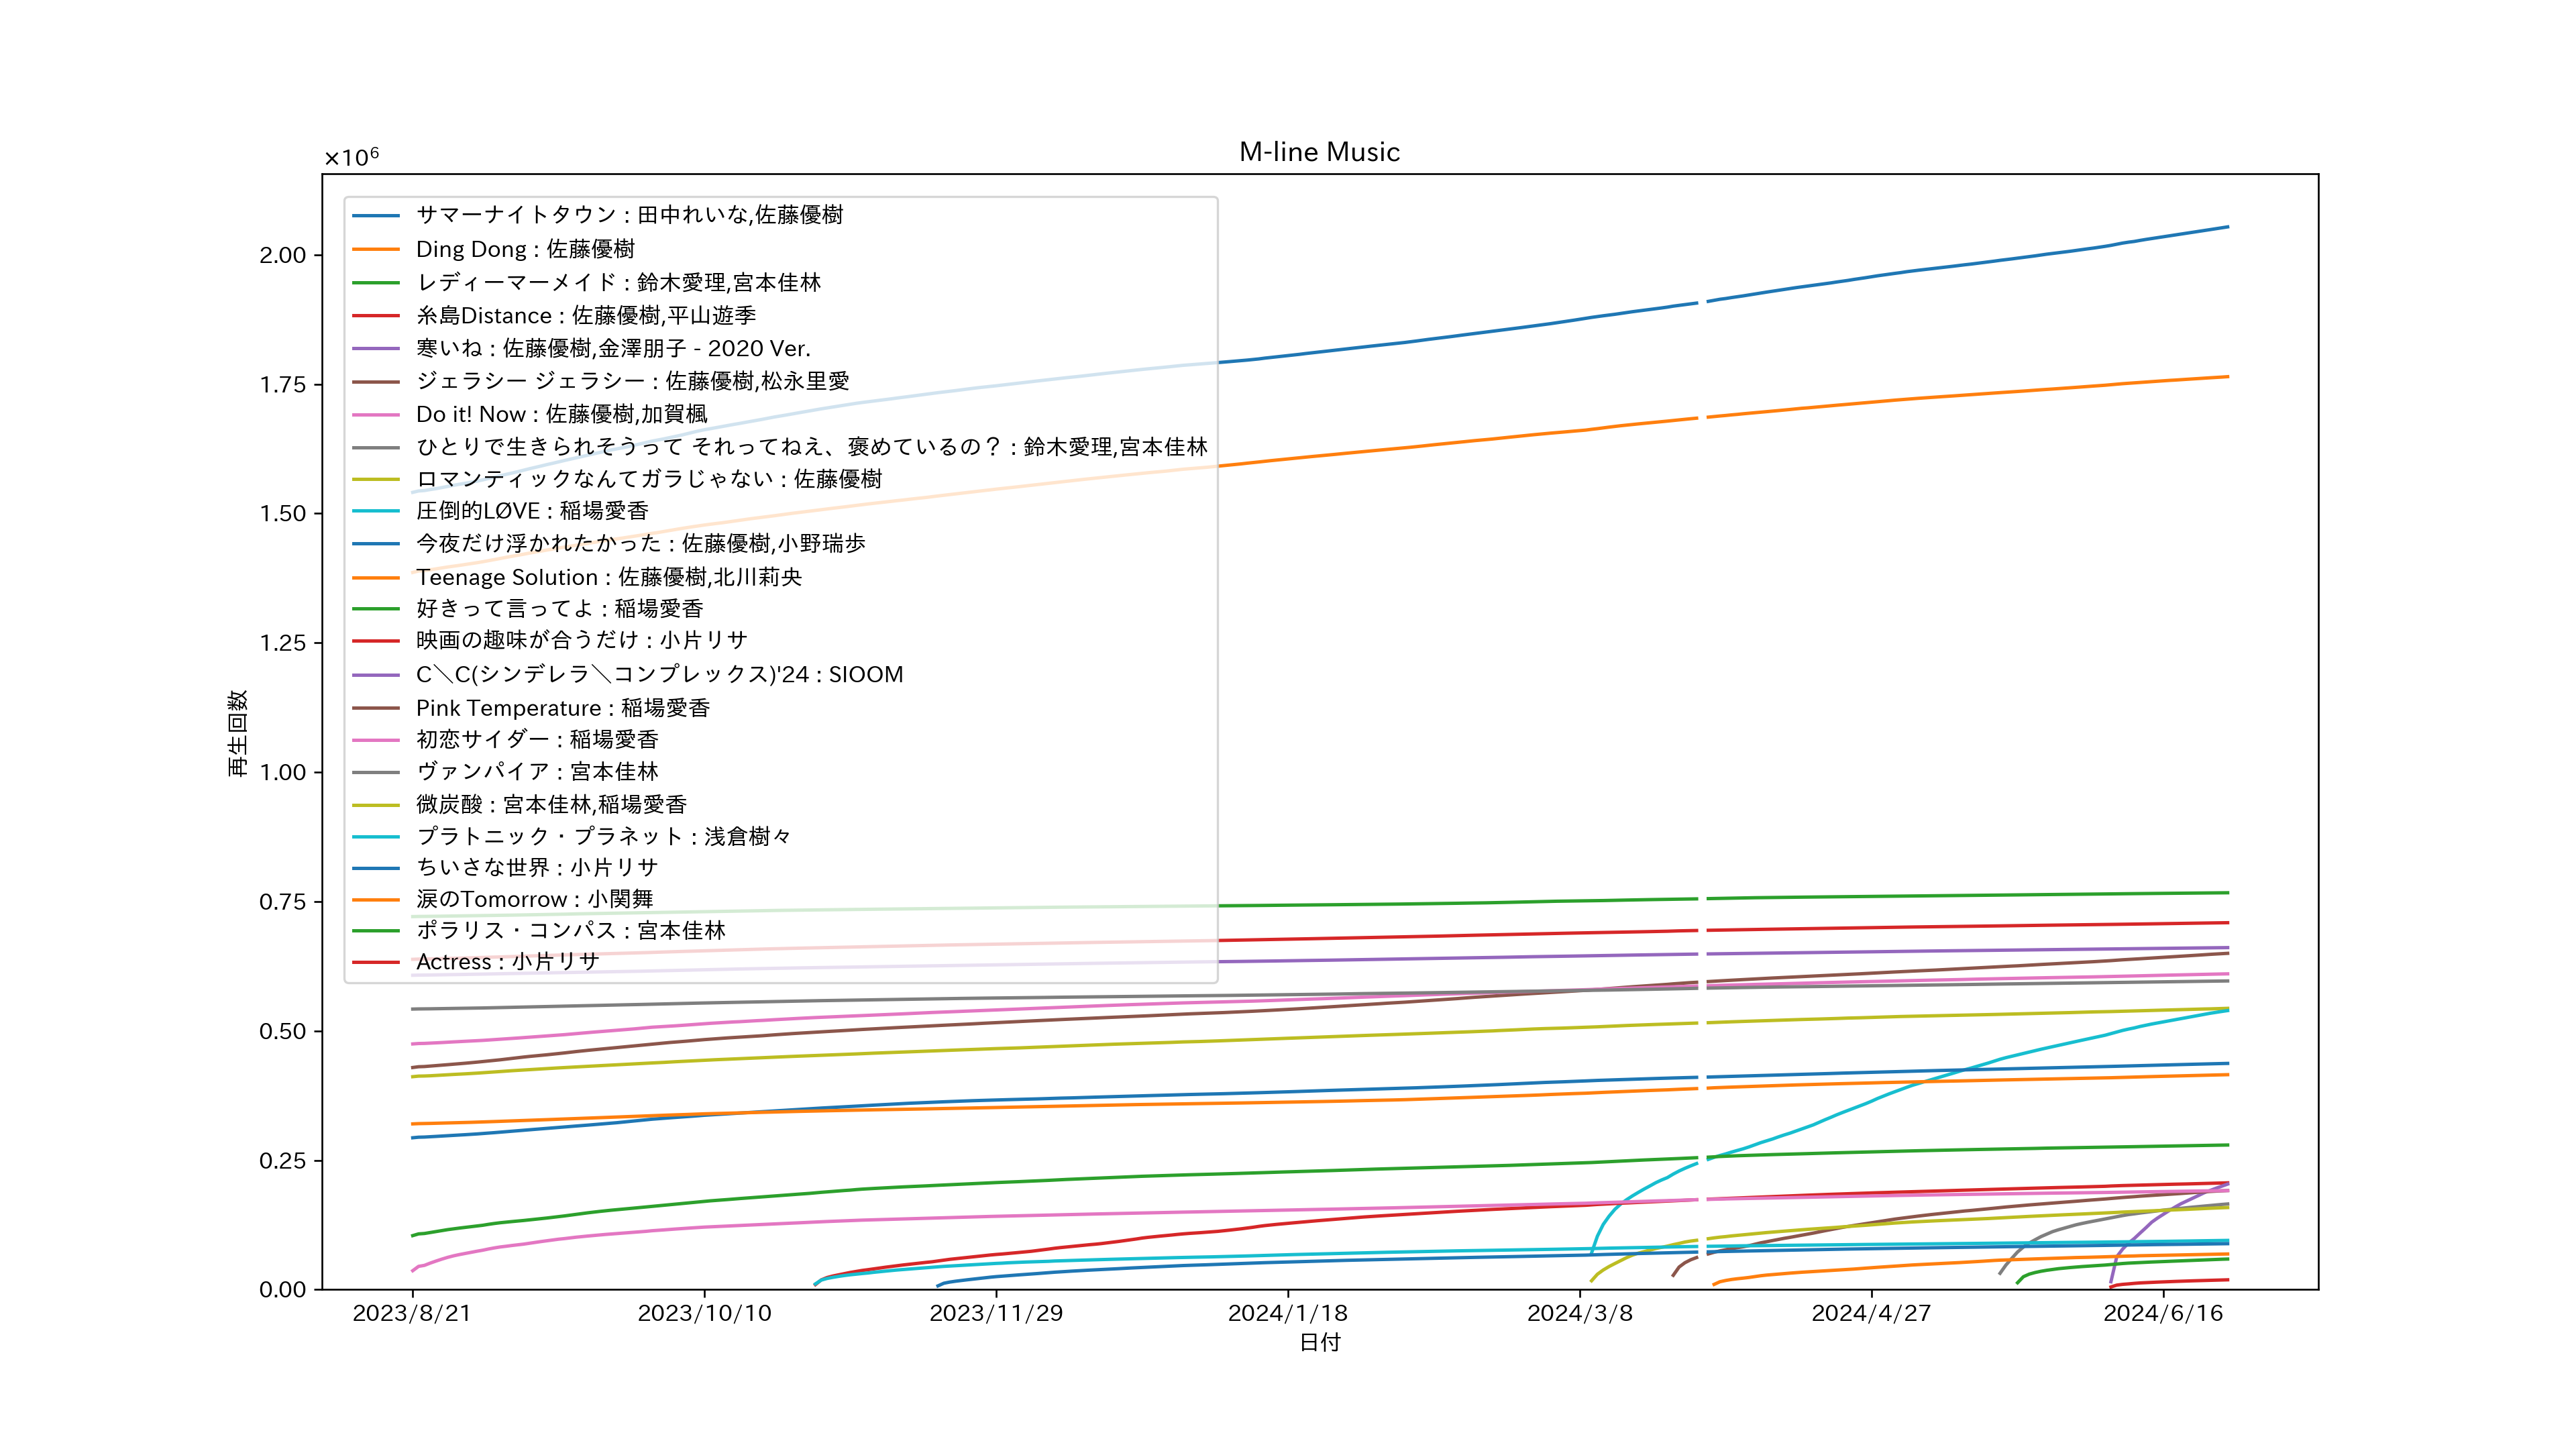 M-line Music
×10⁶
サマーナイトタウン : 田中れいな,佐藤優樹
Ding Dong : 佐藤優樹
レディーマーメイド : 鈴木愛理,宮本佳林
糸島Distance : 佐藤優樹,平山遊季
寒いね : 佐藤優樹,金澤朋子 - 2020 Ver.
ジェラシー ジェラシー : 佐藤優樹,松永里愛
Do it! Now : 佐藤優樹,加賀楓
ひとりで生きられそうって それってねえ、褒めているの？ : 鈴木愛理,宮本佳林
ロマンティックなんてガラじゃない : 佐藤優樹
圧倒的LØVE : 稲場愛香
今夜だけ浮かれたかった : 佐藤優樹,小野瑞歩
Teenage Solution : 佐藤優樹,北川莉央
好きって言ってよ : 稲場愛香
映画の趣味が合うだけ : 小片リサ
C＼C(シンデレラ＼コンプレックス)'24 : SIOOM
Pink Temperature : 稲場愛香
初恋サイダー : 稲場愛香
ヴァンパイア : 宮本佳林
微炭酸 : 宮本佳林,稲場愛香
プラトニック・プラネット : 浅倉樹々
ちいさな世界 : 小片リサ
涙のTomorrow : 小関舞
ポラリス・コンパス : 宮本佳林
Actress : 小片リサ
2.00
1.75
1.50
1.25
1.00
0.75
0.50
0.25
0.00
再生回数
2023/8/21
2023/10/10
2023/11/29
2024/1/18
2024/3/8
2024/4/27
2024/6/16
日付